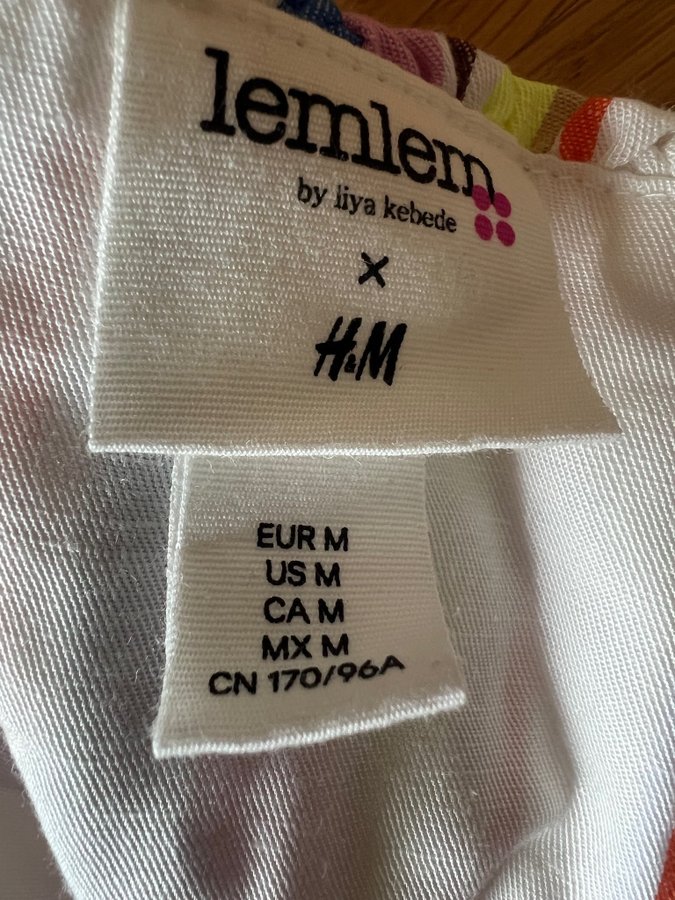 lemlem
by liya kebede
x
H&M
EUR M
US M
CA M
MX M
CN 170/96A